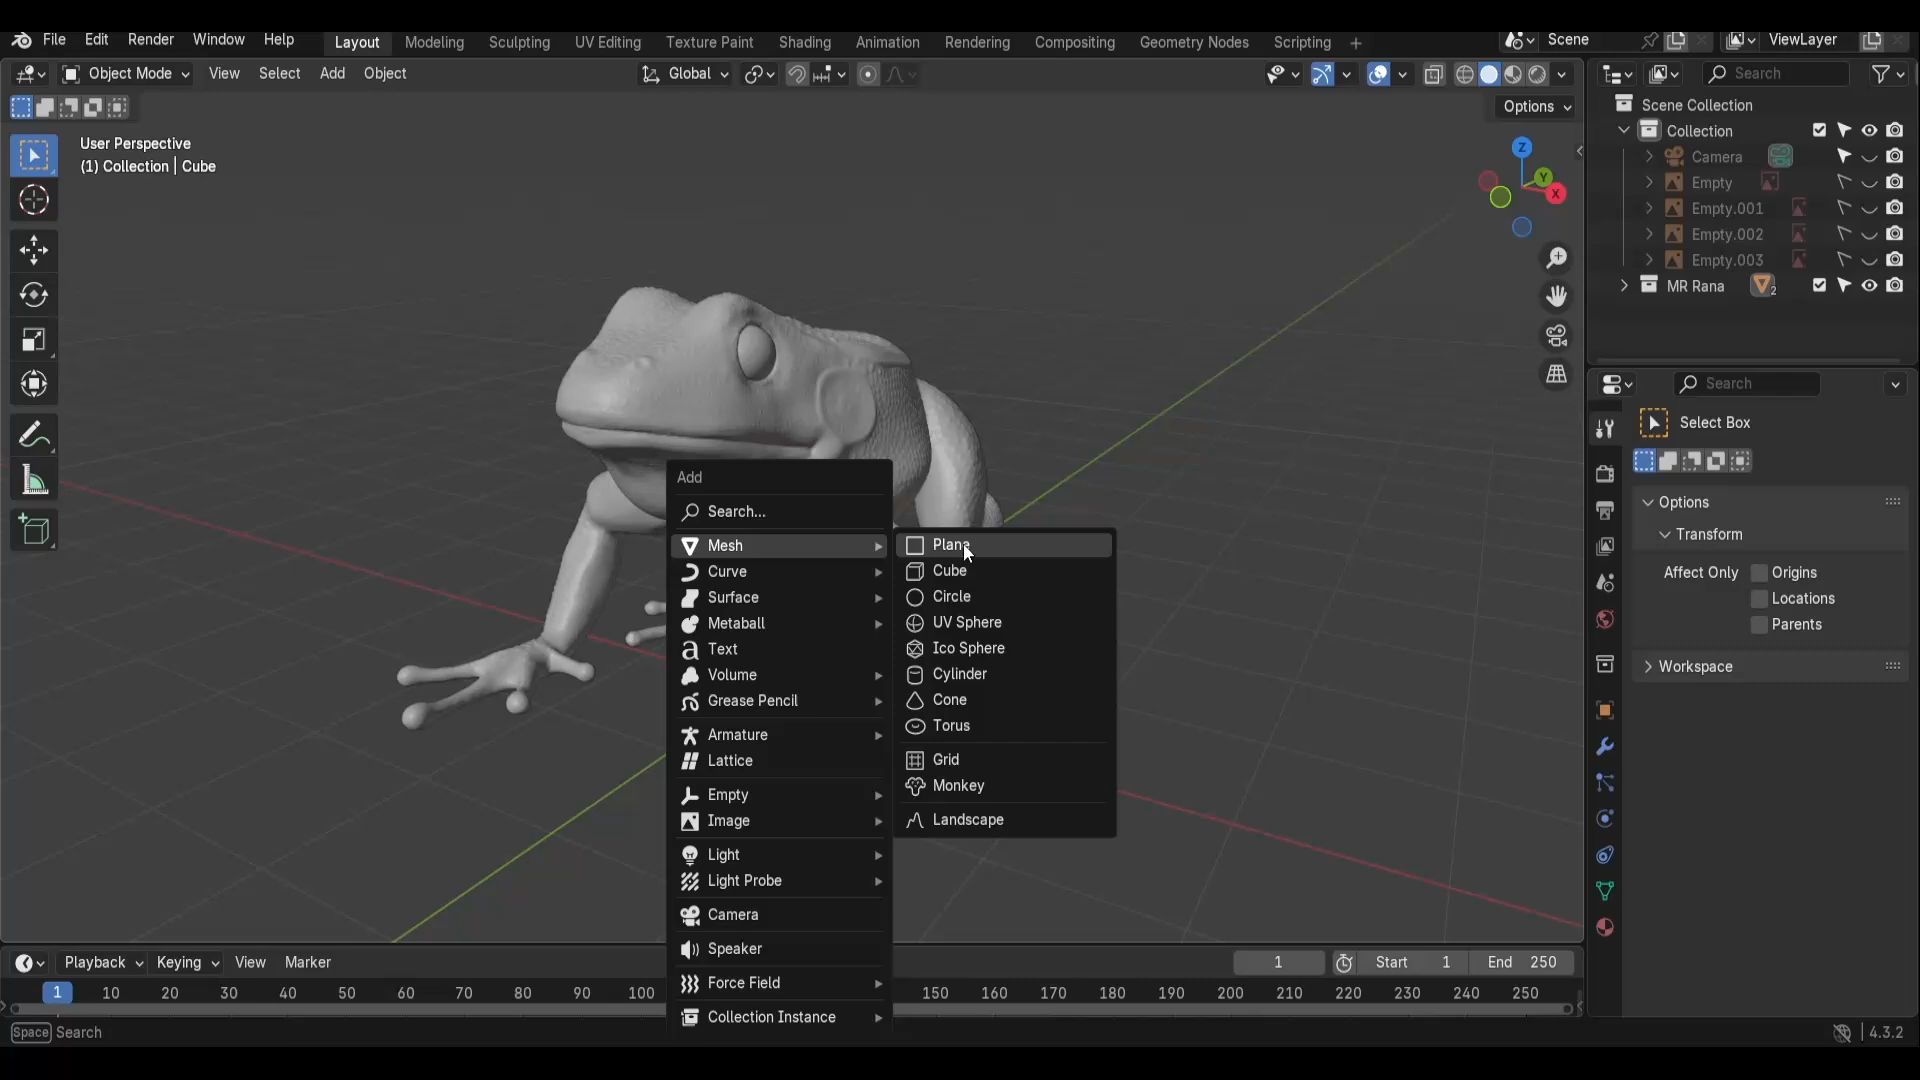 File Edit Render Window Help Layout Modeling Sculpting UV Editing Texture Paint Shading Animation Rendering Compositing Geometry Nodes Scripting + Scene ViewLayer
Object Mode View Select Add Object Global Search
Options
User Perspective
(1) Collection | Cube
Z
Y
X
Scene Collection
Collection
Camera
Empty
Empty.001
Empty.002
Empty.003
MR Rana 2
Search
Select Box
Options
Transform
Affect Only Origins
Locations
Parents
Workspace
Add
Search...
Mesh
Curve
Surface
Metaball
Text
Volume
Grease Pencil
Armature
Lattice
Empty
Image
Light
Light Probe
Camera
Speaker
Force Field
Collection Instance
Plane
Cube
Circle
UV Sphere
Ico Sphere
Cylinder
Cone
Torus
Grid
Monkey
Landscape
Playback Keying View Marker 1 Start 1 End 250
1 10 20 30 40 50 60 70 80 90 100 150 160 170 180 190 200 210 220 230 240 250
Space Search 4.3.2